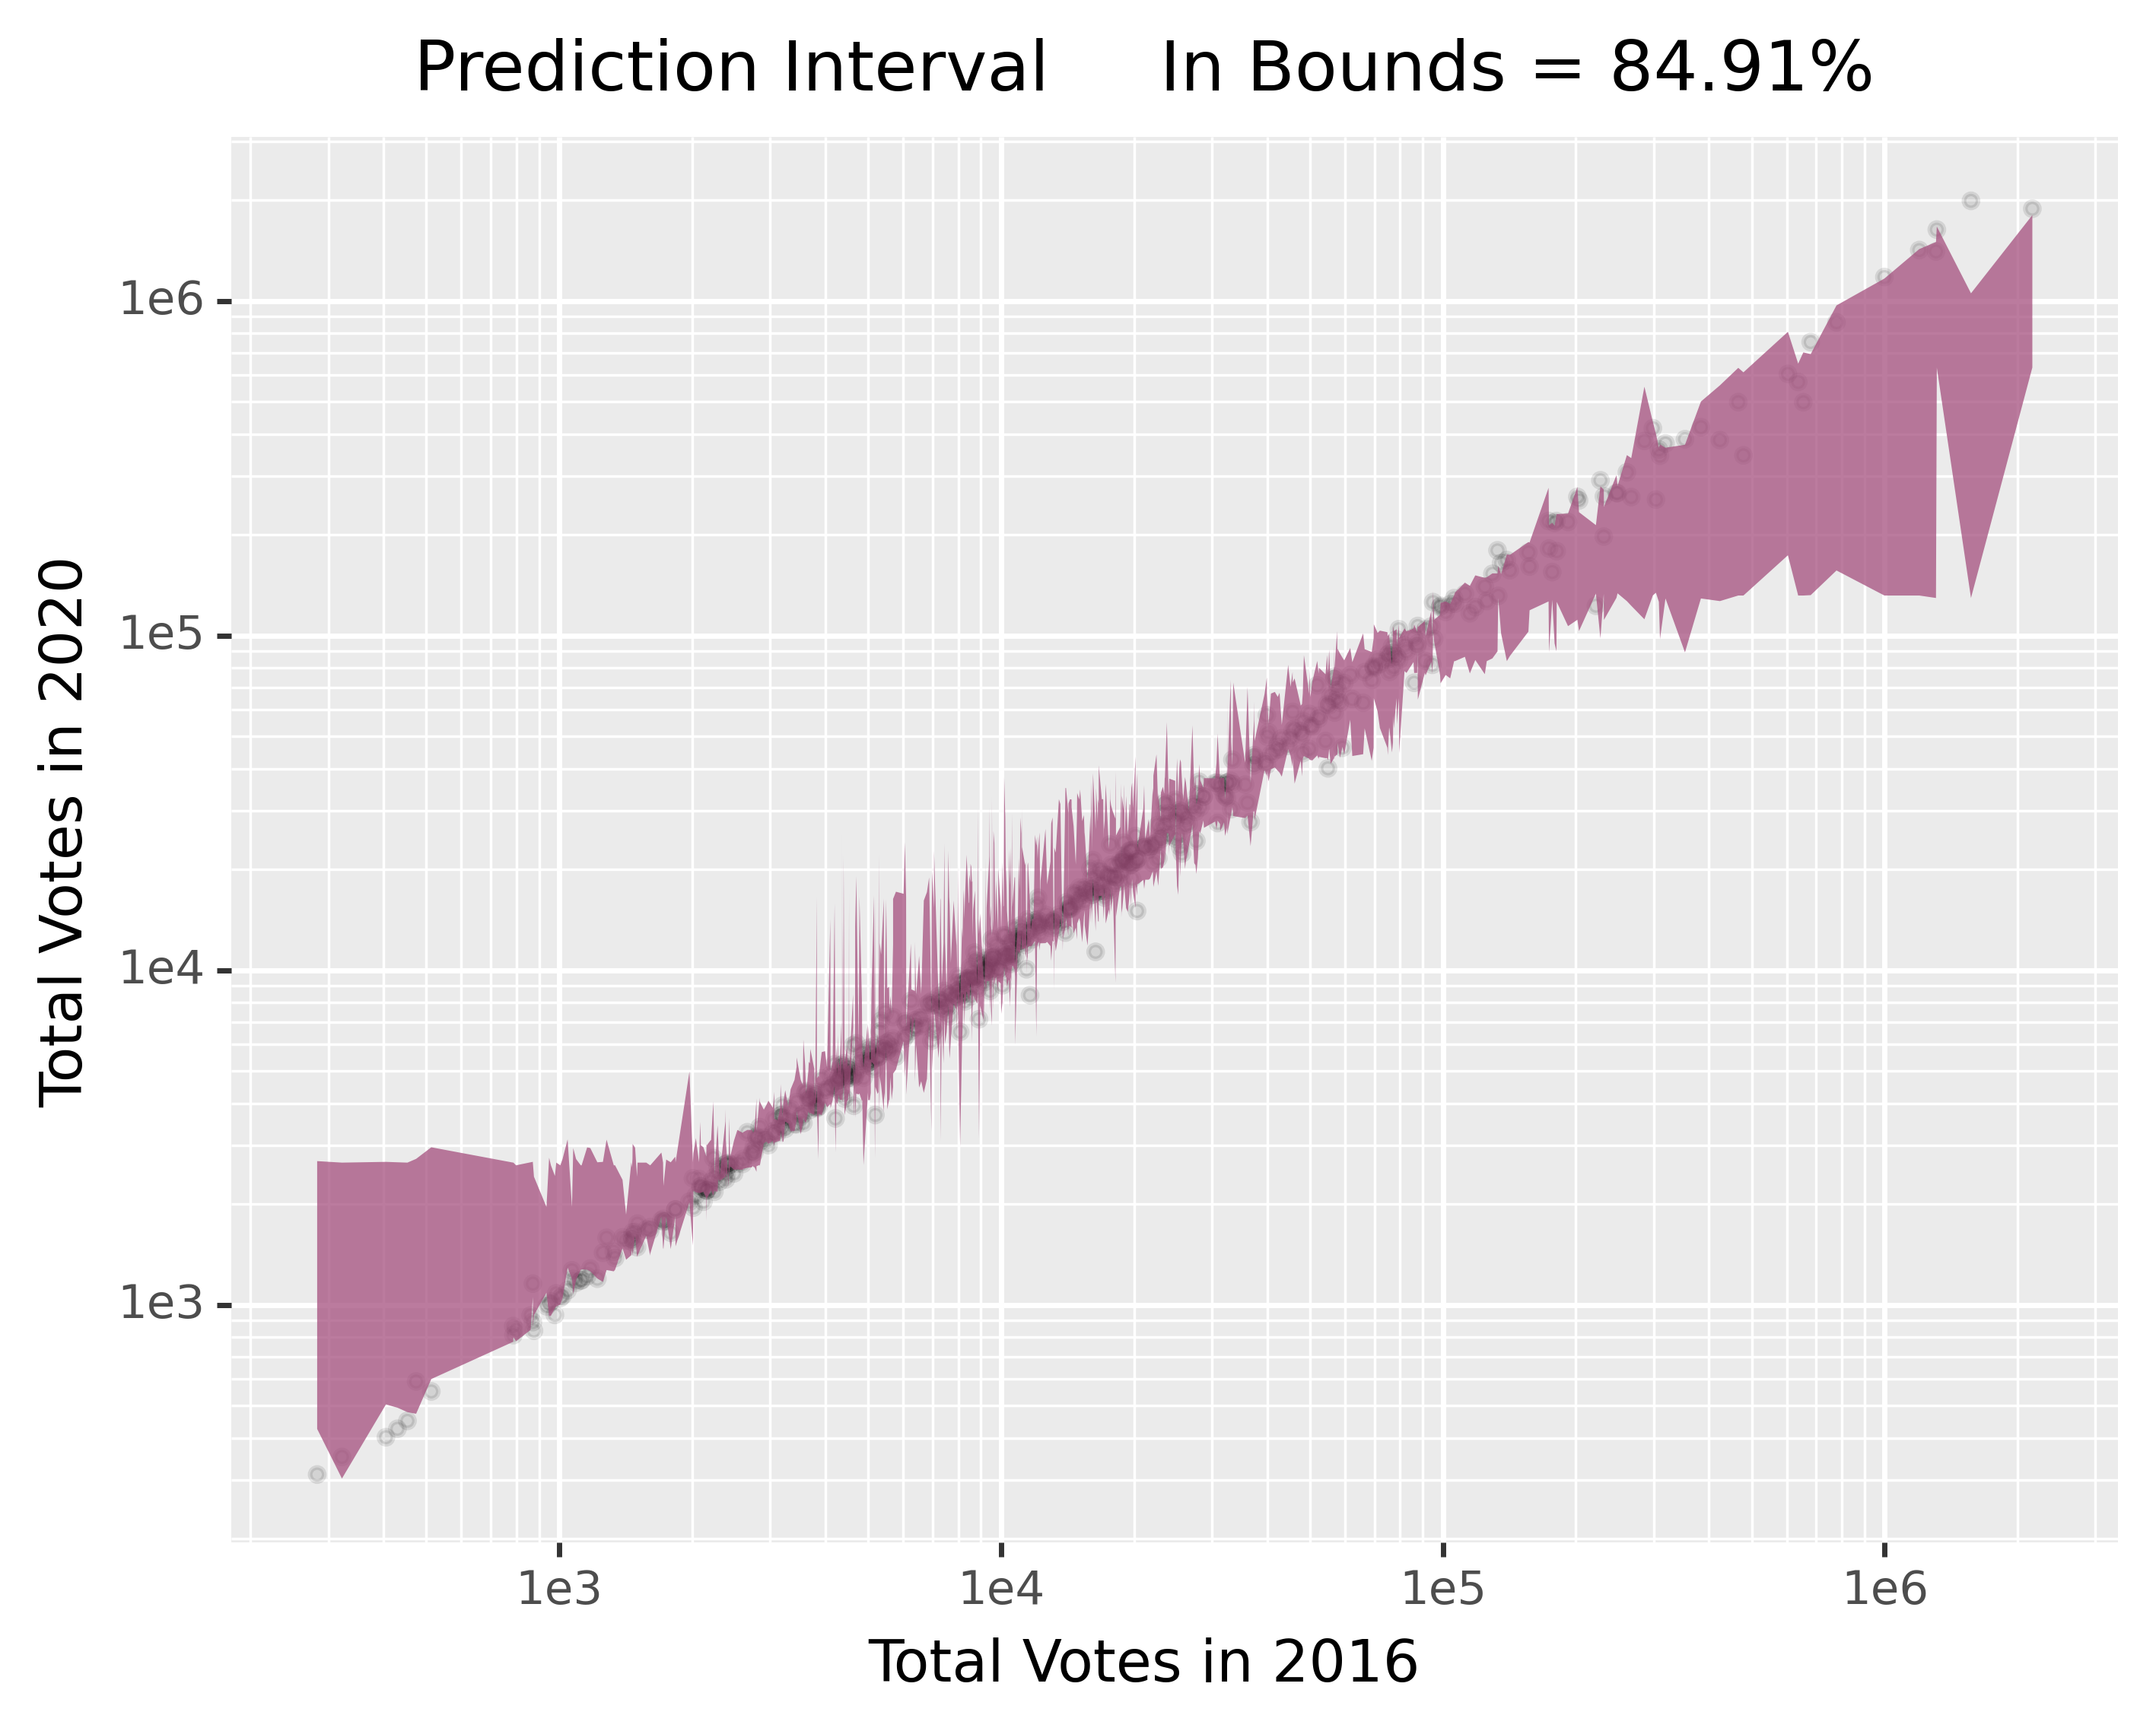 Prediction Interval      In Bounds = 84.91%
Total Votes in 2020
1e6
1e5
1e4
1e3
1e3 1e4 1e5 1e6
Total Votes in 2016